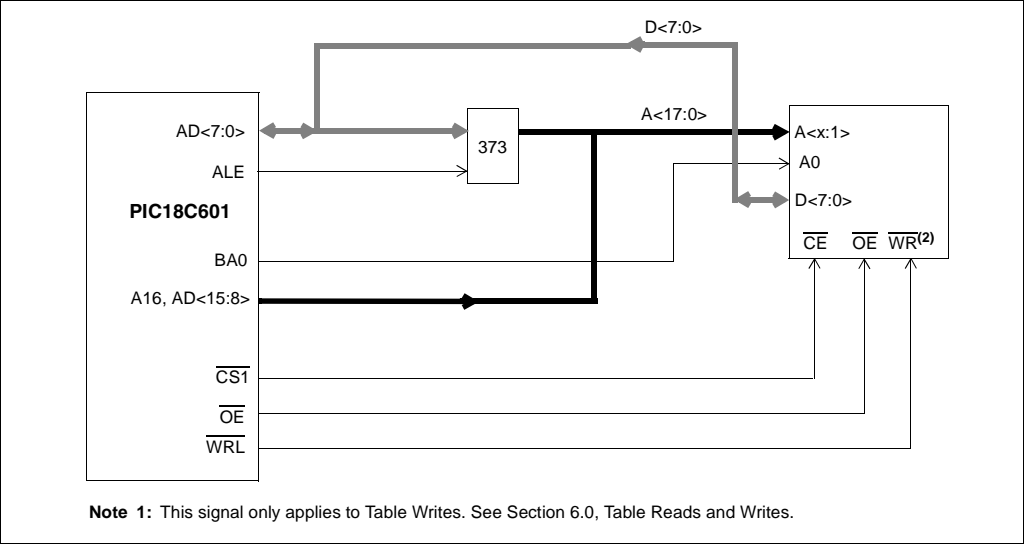 D<7:0>
A<17:0>
AD<7:0>
373
A<x:1>
ALE
A0
PIC18C601
D<7:0>
CE OE WR(2)
BA0
A16, AD<15:8>
CS1
OE
WRL
Note 1: This signal only applies to Table Writes. See Section 6.0, Table Reads and Writes.